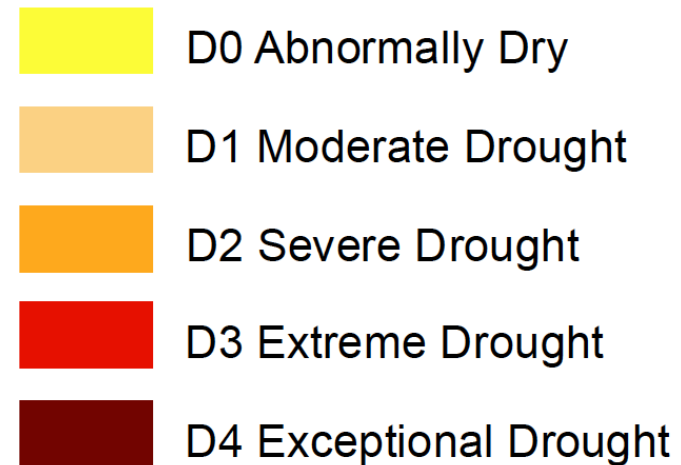 D0 Abnormally Dry
D1 Moderate Drought
D2 Severe Drought
D3 Extreme Drought
D4 Exceptional Drought